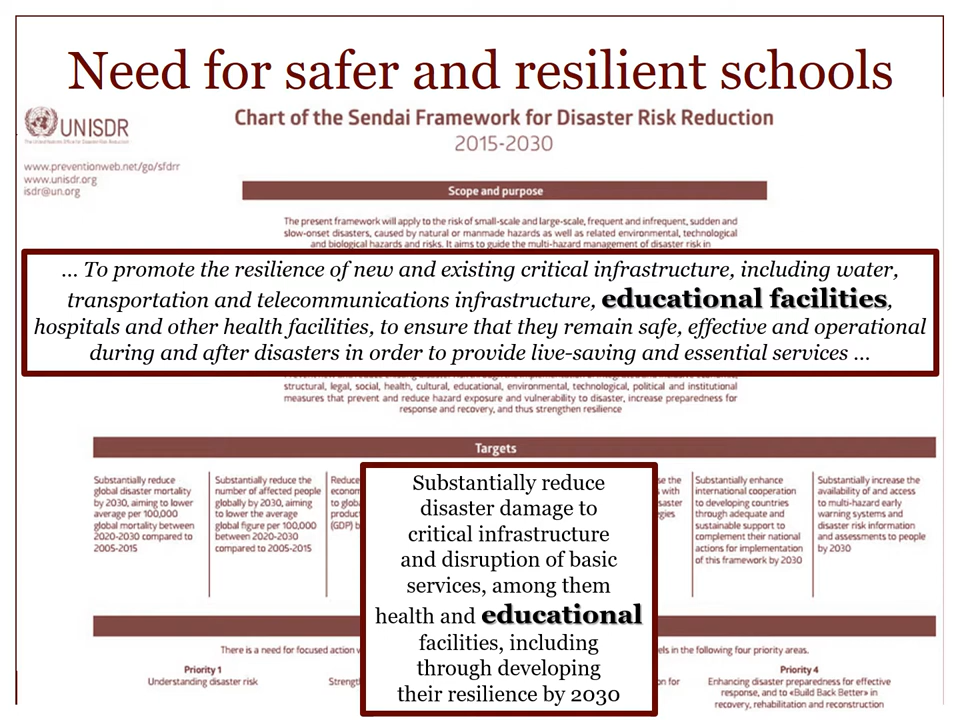 Need for safer and resilient schools
UNISDR
Chart of the Sendai Framework for Disaster Risk Reduction
2015-2030
www.preventionweb.net/go/sfdrr
www.unisdr.org
isdr@un.org
Scope and purpose
The present framework will apply to the risk of small-scale and large-scale, frequent and infrequent, sudden and
slow-onset disasters, caused by natural or manmade hazards as well as related environmental, technological
and biological hazards and risks. It aims to guide the multi-hazard management of disaster risk in
... To promote the resilience of new and existing critical infrastructure, including water,
transportation and telecommunications infrastructure, educational facilities,
hospitals and other health facilities, to ensure that they remain safe, effective and operational
during and after disasters in order to provide live-saving and essential services ...
structural, legal, social, health, cultural, educational, environmental, technological, political and institutional
measures that prevent and reduce hazard exposure and vulnerability to disaster, increase preparedness for
response and recovery, and thus strengthen resilience
Targets
Substantially reduce
global disaster mortality
by 2030, aiming to lower
average per 100,000
global mortality between
2020-2030 compared to
2005-2015
Substantially reduce the
number of affected people
globally by 2030, aiming
to lower the average
global figure per 100,000
between 2020-2030
compared to 2005-2015
Reduce
econom
to globa
produc
(GDP) b
Substantially reduce
disaster damage to
critical infrastructure
and disruption of basic
services, among them
health and educational
facilities, including
through developing
their resilience by 2030
se the
with
saster
egies
Substantially enhance
international cooperation
to developing countries
through adequate and
sustainable support to
complement their national
actions for implementation
of this framework by 2030
Substantially increase the
availability of and access
to multi-hazard early
warning systems and
disaster risk information
and assessments to people
by 2030
There is a need for focused action w
els in the following four priority areas.
Priority 1
Understanding disaster risk
Streng
on for
Priority 4
Enhancing disaster preparedness for effective
response, and to «Build Back Better» in
recovery, rehabilitation and reconstruction